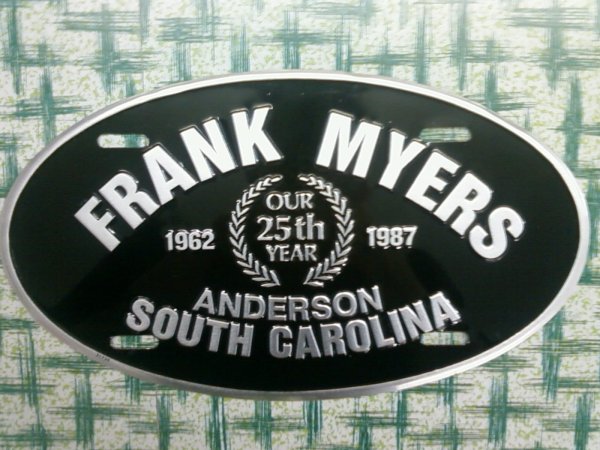 FRANK MYERS
OUR
1962 25th 1987
YEAR
ANDERSON
SOUTH CAROLINA